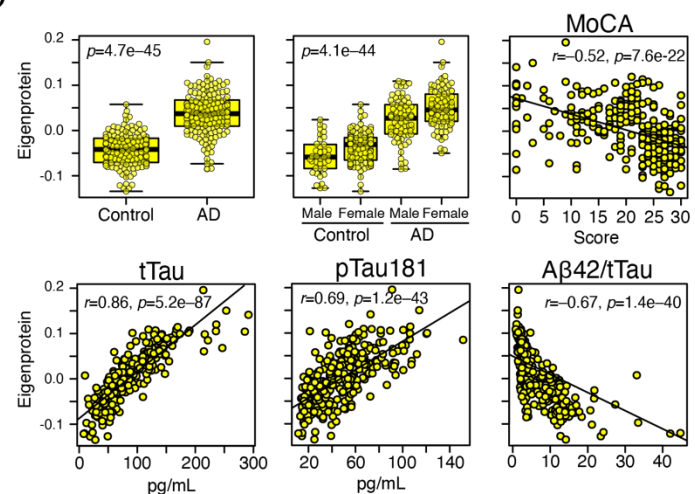 MoCA
0.2
0.1
0.0
-0.1
Eigenprotein
p=4.7e–45
Control AD
p=4.1e–44
Male Female Male Female
Control AD
r=–0.52, p=7.6e-22
0 5 10 15 20 25 30
Score
tTau pTau181 Aβ42/tTau
0.2
0.1
0.0
-0.1
Eigenprotein
r=0.86, p=5.2e–87
0 100 200 300
pg/mL
r=0.69, p=1.2e–43
20 60 100 140
pg/mL
r=–0.67, p=1.4e–40
0 10 20 30 40